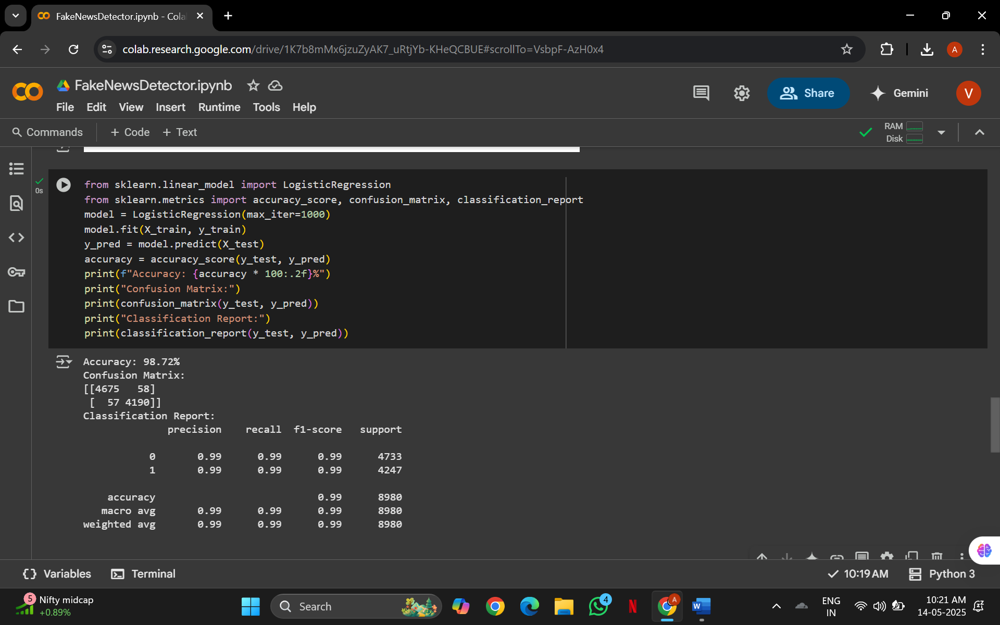 FakeNewsDetector.ipynb - Cola
colab.research.google.com/drive/1K7b8mMx6jzuZyAK7_uRtjYb-KHeQCBUE#scrollTo=VsbpF-AzH0x4
A
FakeNewsDetector.ipynb
File Edit View Insert Runtime Tools Help
Share
Gemini
V
Commands
+ Code + Text
RAM
Disk
0s
from sklearn.linear_model import LogisticRegression
from sklearn.metrics import accuracy_score, confusion_matrix, classification_report
model = LogisticRegression(max_iter=1000)
model.fit(X_train, y_train)
y_pred = model.predict(X_test)
accuracy = accuracy_score(y_test, y_pred)
print(f"Accuracy: {accuracy * 100:.2f}%")
print("Confusion Matrix:")
print(confusion_matrix(y_test, y_pred))
print("Classification Report:")
print(classification_report(y_test, y_pred))
Accuracy: 98.72%
Confusion Matrix:
[[4675   58]
 [  57 4190]]
Classification Report:
              precision    recall  f1-score   support
           0       0.99      0.99      0.99      4733
           1       0.99      0.99      0.99      4247
    accuracy                           0.99      8980
   macro avg       0.99      0.99      0.99      8980
weighted avg       0.99      0.99      0.99      8980
{} Variables
Terminal
10:19 AM
Python 3
5
Nifty midcap
+0.89%
Search
4
N
A
W
ENG
IN
10:21 AM
14-05-2025